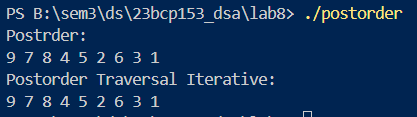 PS B:\sem3\ds\23bcp153_dsa\lab8> ./postorder
Postrder:
9 7 8 4 5 2 6 3 1
Postorder Traversal Iterative:
9 7 8 4 5 2 6 3 1